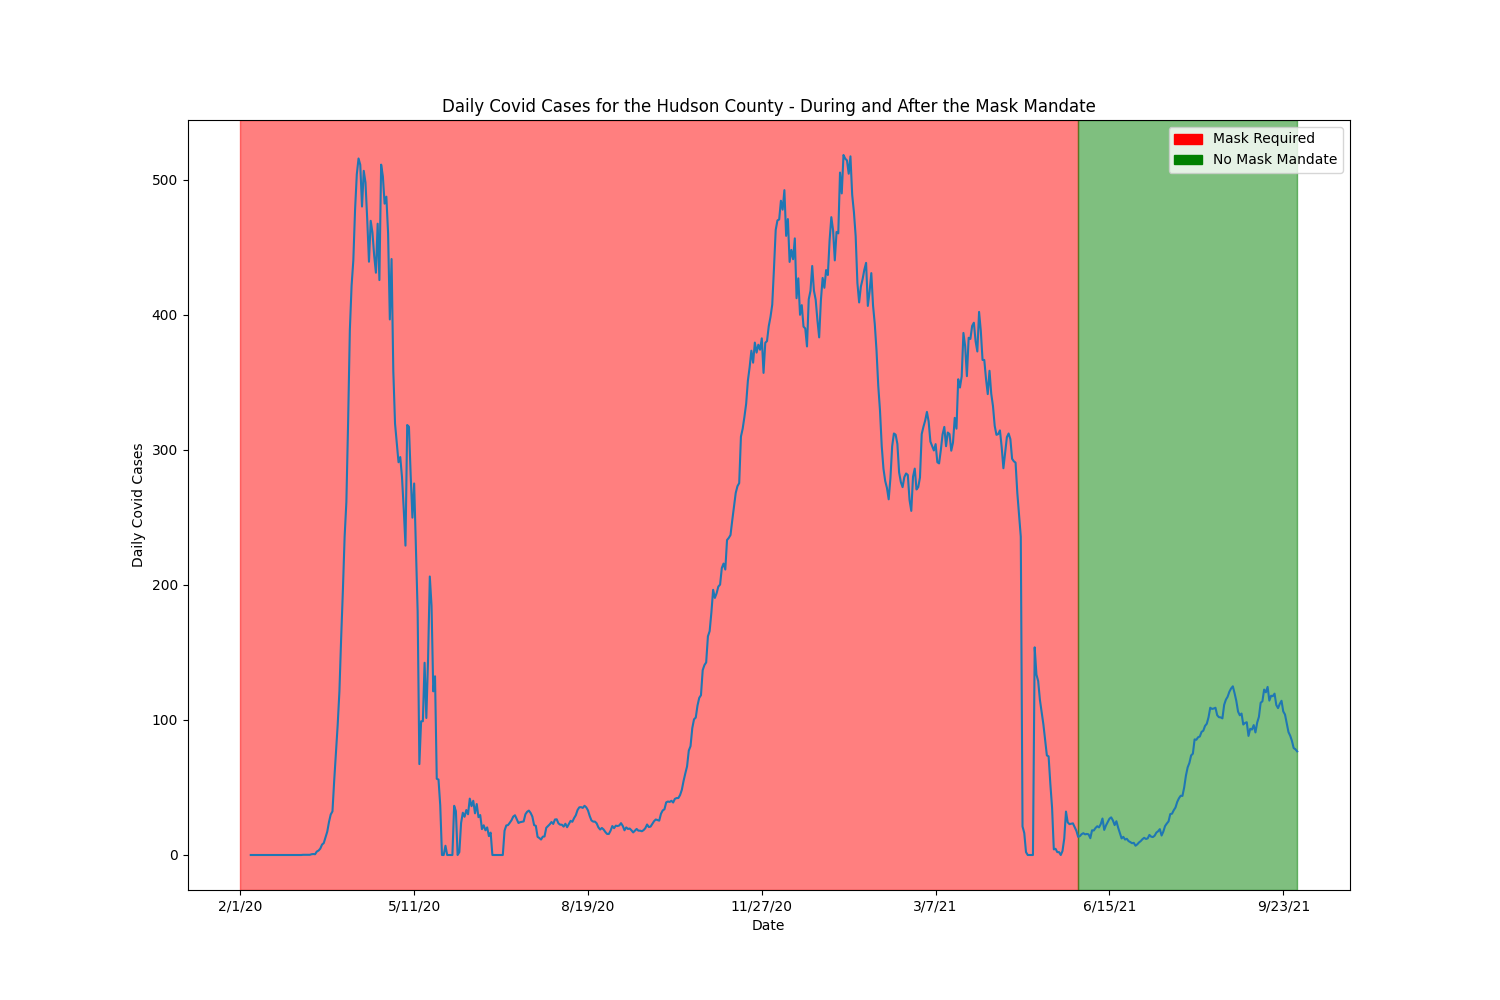 Daily Covid Cases for the Hudson County - During and After the Mask Mandate
Mask Required
No Mask Mandate
Daily Covid Cases
500
400
300
200
100
0
2/1/20 5/11/20 8/19/20 11/27/20 3/7/21 6/15/21 9/23/21
Date